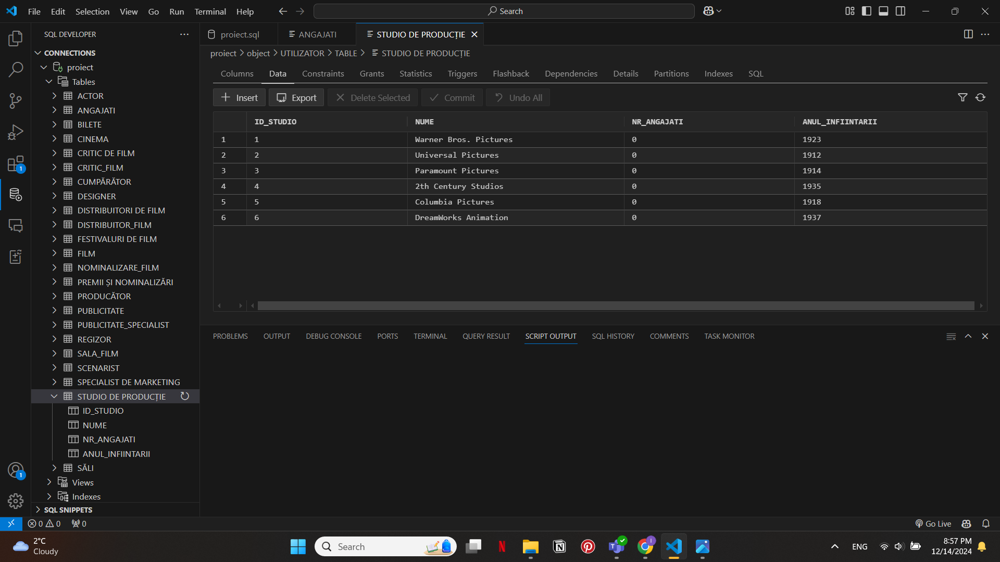 File Edit Selection View Go Run Terminal Help
Search
SQL DEVELOPER
CONNECTIONS
proiect
Tables
ACTOR
ANGAJATI
BILETE
CINEMA
CRITIC DE FILM
CRITIC_FILM
CUMPĂRĂTOR
DESIGNER
DISTRIBUITORI DE FILM
DISTRIBUITOR_FILM
FESTIVALURI DE FILM
FILM
NOMINALIZARE_FILM
PREMII ȘI NOMINALIZĂRI
PRODUCĂTOR
PUBLICITATE
PUBLICITATE_SPECIALIST
REGIZOR
SALA_FILM
SCENARIST
SPECIALIST DE MARKETING
STUDIO DE PRODUCȚIE
ID_STUDIO
NUME
NR_ANGAJATI
ANUL_INFIINTARII
SĂLI
Views
Indexes
SQL SNIPPETS
1
1
proiect.sql ANGAJATI STUDIO DE PRODUCȚIE
proiect > object > UTILIZATOR > TABLE > STUDIO DE PRODUCȚIE
Columns Data Constraints Grants Statistics Triggers Flashback Dependencies Details Partitions Indexes SQL
Insert Export Delete Selected Commit Undo All
ID_STUDIO NUME NR_ANGAJATI ANUL_INFIINTARII
1 1 Warner Bros. Pictures 0 1923
2 2 Universal Pictures 0 1912
3 3 Paramount Pictures 0 1914
4 4 2th Century Studios 0 1935
5 5 Columbia Pictures 0 1918
6 6 DreamWorks Animation 0 1937
PROBLEMS OUTPUT DEBUG CONSOLE PORTS TERMINAL QUERY RESULT SCRIPT OUTPUT SQL HISTORY COMMENTS TASK MONITOR
0 0 0 Go Live
2°C
Cloudy
Search
N
N
T
I
ENG
8:57 PM
12/14/2024